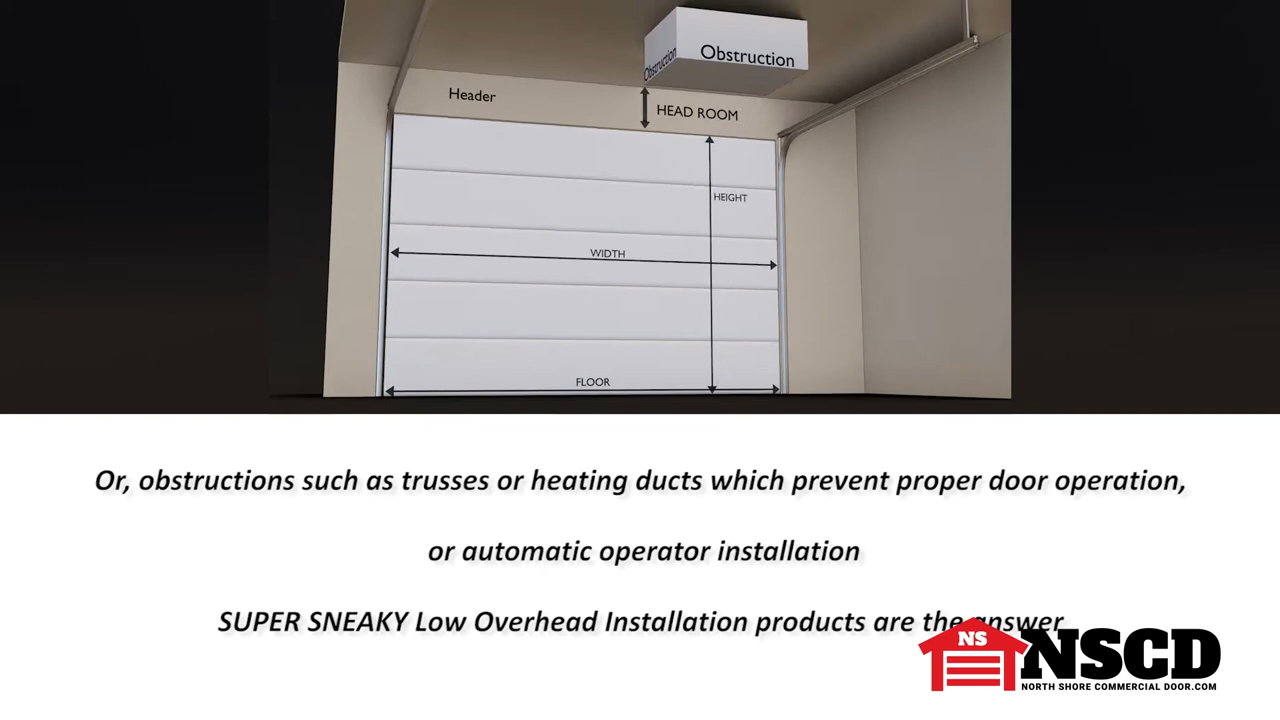 Obstruction
Obstruction
Header
HEAD ROOM
HEIGHT
WIDTH
FLOOR
Or, obstructions such as trusses or heating ducts which prevent proper door operation,
or automatic operator installation
SUPER SNEAKY Low Overhead Installation products are the answer
NS
NSCD
NORTH SHORE COMMERCIAL DOOR.COM